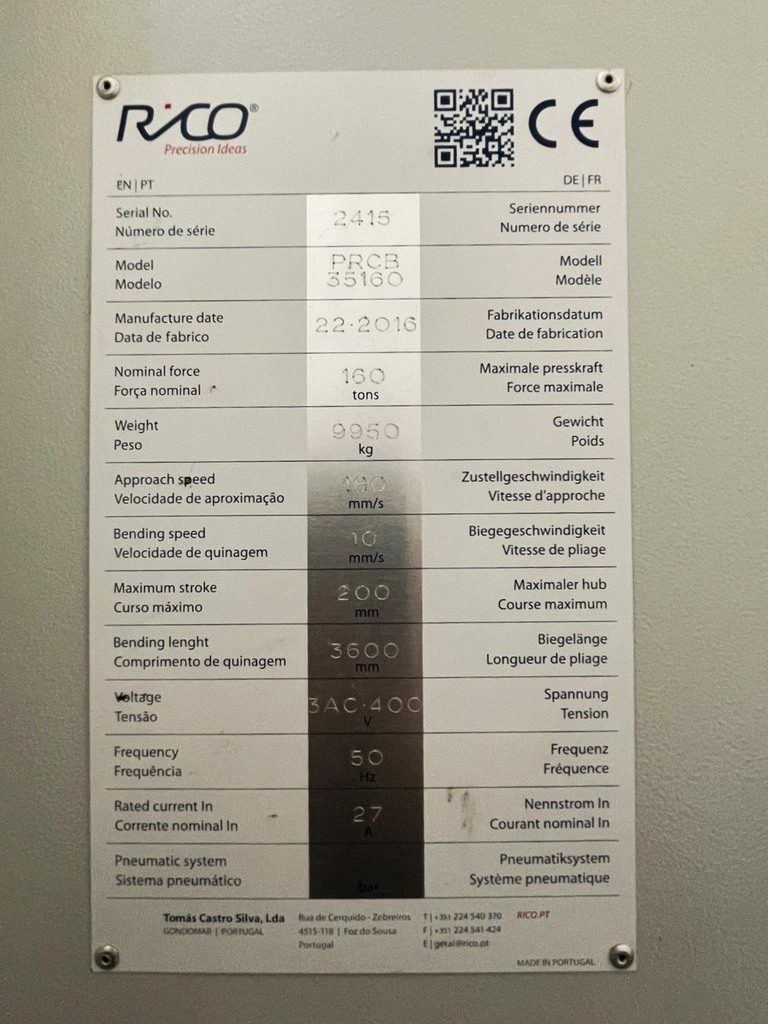 RICO®
Precision Ideas
CE
EN | PT
DE | FR
Serial No.
Número de série
2415
Seriennummer
Numero de série
Model
Modelo
PRCB
35160
Modell
Modèle
Manufacture date
Data de fabrico
22·2016
Fabrikationsdatum
Date de fabrication
Nominal force
Força nominal
160
tons
Maximale presskraft
Force maximale
Weight
Peso
9950
kg
Gewicht
Poids
Approach speed
Velocidade de aproximação
mm/s
Zustellgeschwindigkeit
Vitesse d'approche
Bending speed
Velocidade de quinagem
10
mm/s
Biegegeschwindigkeit
Vitesse de pliage
Maximum stroke
Curso máximo
200
mm
Maximaler hub
Course maximum
Bending lenght
Comprimento de quinagem
3600
mm
Biegelänge
Longueur de pliage
Voltage
Tensão
3AC·400
V
Spannung
Tension
Frequency
Frequência
50
Hz
Frequenz
Fréquence
Rated current In
Corrente nominal In
27
A
Nennstrom In
Courant nominal In
Pneumatic system
Sistema pneumático
bar
Pneumatiksystem
Système pneumatique
Tomás Castro Silva, Lda
GONDOMAR | PORTUGAL
Rua de Cerquido - Zebreiros
4515-118 | Foz do Sousa
Portugal
T | +351 224 540 370
F | +351 224 541 424
E | geral@rico.pt
RICO.PT
MADE IN PORTUGAL